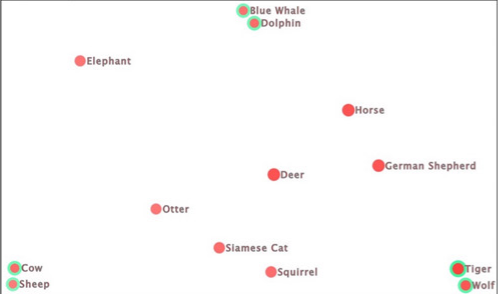 Blue Whale
Dolphin
Elephant
Horse
German Shepherd
Deer
Otter
Siamese Cat
Cow
Tiger
Squirrel
Sheep
Wolf